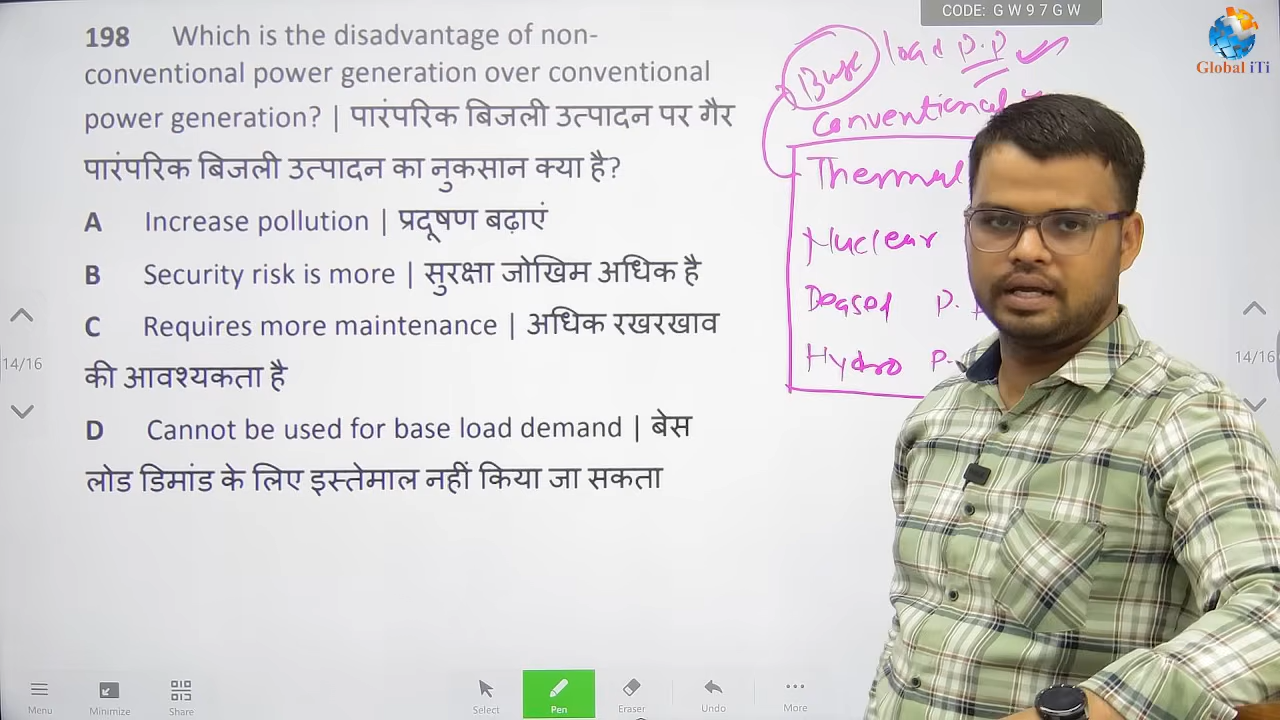 CODE: G W 9 7 G W
Global iTi
198 Which is the disadvantage of non-
conventional power generation over conventional
power generation? | पारंपरिक बिजली उत्पादन पर गैर
पारंपरिक बिजली उत्पादन का नुकसान क्या है?
A Increase pollution | प्रदूषण बढ़ाएं
B Security risk is more | सुरक्षा जोखिम अधिक है
C Requires more maintenance | अधिक रखरखाव
की आवश्यकता है
D Cannot be used for base load demand | बेस
लोड डिमांड के लिए इस्तेमाल नहीं किया जा सकता
Base load P.P
Conventional
Thermal
Nuclear
P.
Hydro P.
14/16
14/16
Menu
Minimize
Share
Select
Pen
Eraser
Undo
More